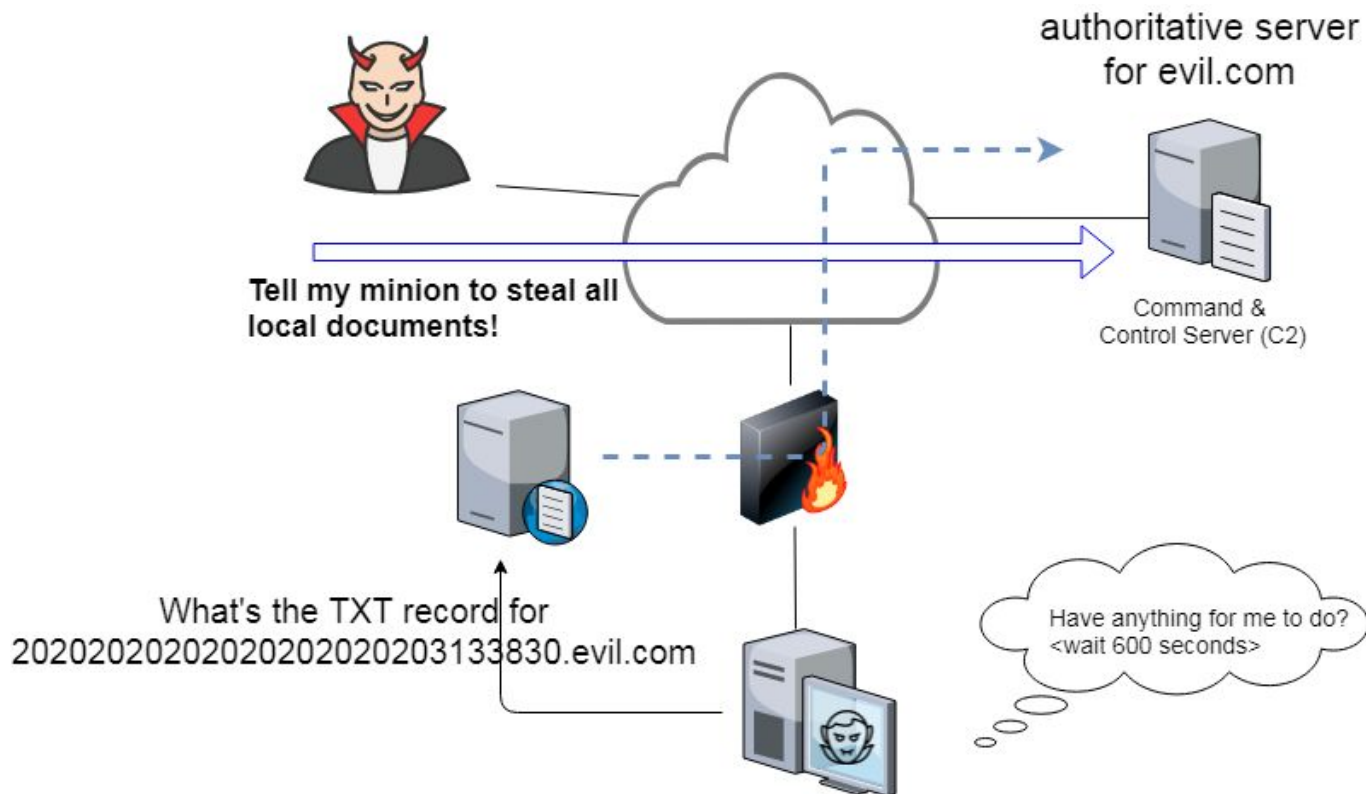 authoritative server
for evil.com
Tell my minion to steal all
local documents!
Command &
Control Server (C2)
What's the TXT record for
2020202020202020202020203133830.evil.com
Have anything for me to do?
<wait 600 seconds>